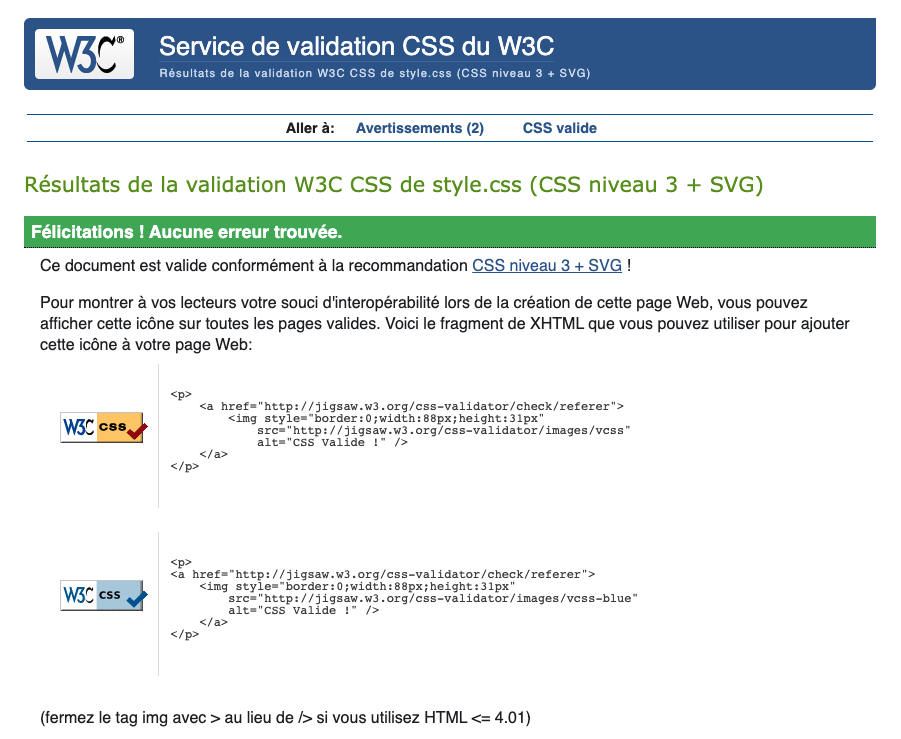 W3C® Service de validation CSS du W3C
Résultats de la validation W3C CSS de style.css (CSS niveau 3 + SVG)
Aller à: Avertissements (2) CSS valide
Résultats de la validation W3C CSS de style.css (CSS niveau 3 + SVG)
Félicitations ! Aucune erreur trouvée.
Ce document est valide conformément à la recommandation CSS niveau 3 + SVG !
Pour montrer à vos lecteurs votre souci d'interopérabilité lors de la création de cette page Web, vous pouvez
afficher cette icône sur toutes les pages valides. Voici le fragment de XHTML que vous pouvez utiliser pour ajouter
cette icône à votre page Web:
W3C css
<p>
<a href="http://jigsaw.w3.org/css-validator/check/referer">
<img style="border:0;width:88px;height:31px"
src="http://jigsaw.w3.org/css-validator/images/vcss"
alt="CSS Valide !" />
</a>
</p>
W3C css
<p>
<a href="http://jigsaw.w3.org/css-validator/check/referer">
<img style="border:0;width:88px;height:31px"
src="http://jigsaw.w3.org/css-validator/images/vcss-blue"
alt="CSS Valide !" />
</a>
</p>
(fermez le tag img avec > au lieu de /> si vous utilisez HTML <= 4.01)